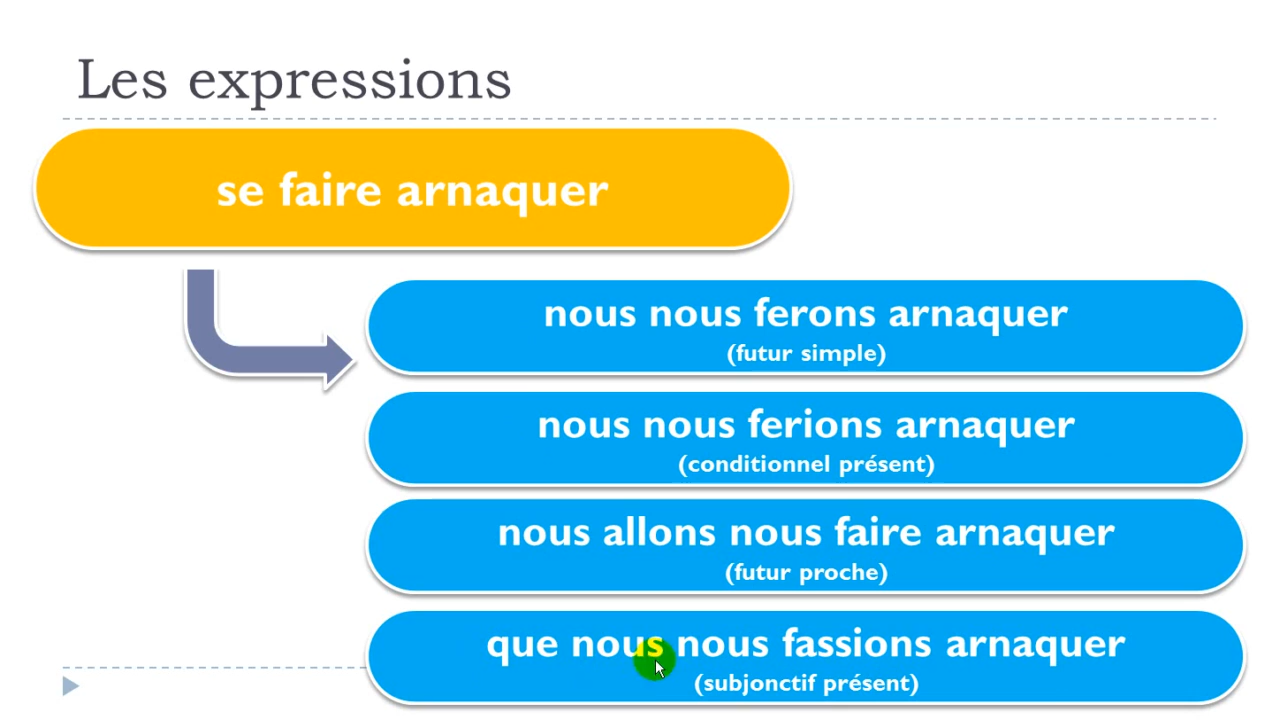 Les expressions
se faire arnaquer
nous nous ferons arnaquer
(futur simple)
nous nous ferions arnaquer
(conditionnel présent)
nous allons nous faire arnaquer
(futur proche)
que nous nous fassions arnaquer
(subjonctif présent)